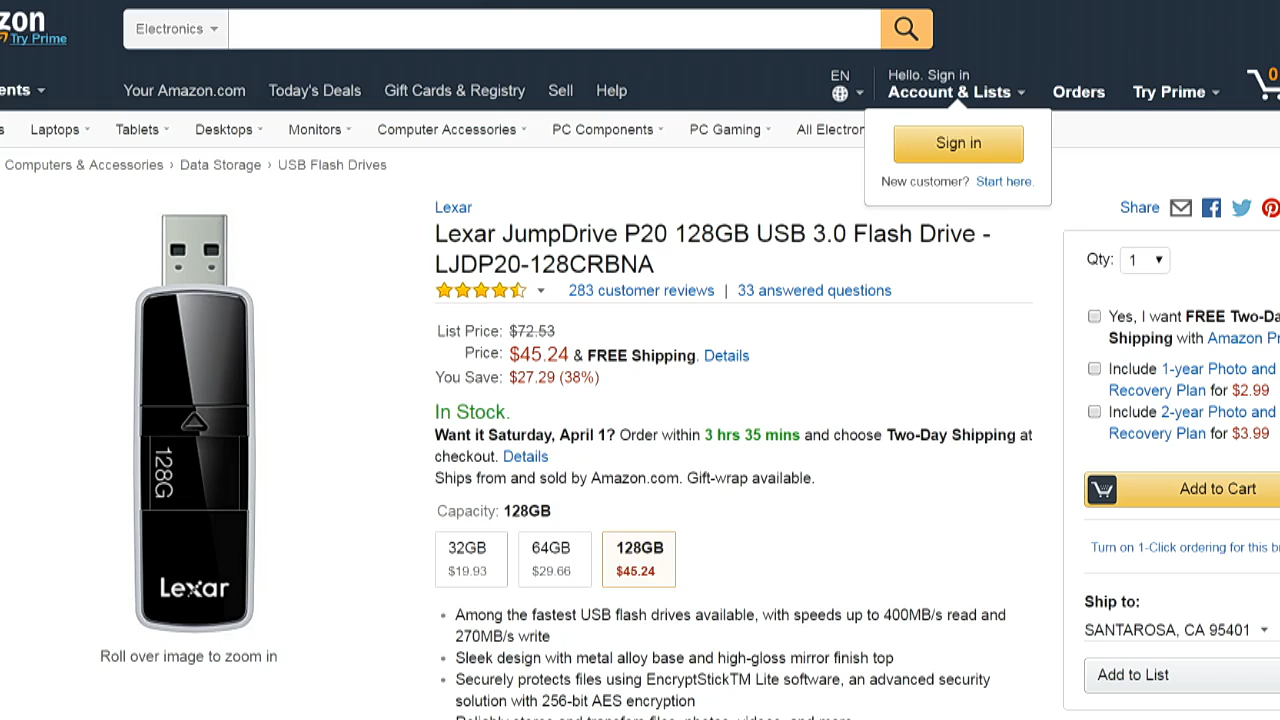 zon
Try Prime
Electronics
EN
Hello. Sign in
0
ents
Your Amazon.com
Today's Deals
Gift Cards & Registry
Sell
Help
Account & Lists
Orders
Try Prime
s
Laptops
Tablets
Desktops
Monitors
Computer Accessories
PC Components
PC Gaming
All Electron
Sign in
New customer? Start here.
Computers & Accessories › Data Storage › USB Flash Drives
Lexar
Share
Lexar JumpDrive P20 128GB USB 3.0 Flash Drive -
LJDP20-128CRBNA
283 customer reviews | 33 answered questions
List Price: $72.53
Price: $45.24 & FREE Shipping. Details
You Save: $27.29 (38%)
In Stock.
Want it Saturday, April 1? Order within 3 hrs 35 mins and choose Two-Day Shipping at
checkout. Details
Ships from and sold by Amazon.com. Gift-wrap available.
Capacity: 128GB
32GB
$19.93
64GB
$29.66
128GB
$45.24
• Among the fastest USB flash drives available, with speeds up to 400MB/s read and
270MB/s write
• Sleek design with metal alloy base and high-gloss mirror finish top
• Securely protects files using EncryptStickTM Lite software, an advanced security
solution with 256-bit AES encryption
• Reliably stores and transfers files, photos, videos, and more
128G
Lexar
Roll over image to zoom in
Qty: 1
Yes, I want FREE Two-Da
Shipping with Amazon Pr
Include 1-year Photo and
Recovery Plan for $2.99
Include 2-year Photo and
Recovery Plan for $3.99
Add to Cart
Turn on 1-Click ordering for this b
Ship to:
SANTAROSA, CA 95401
Add to List